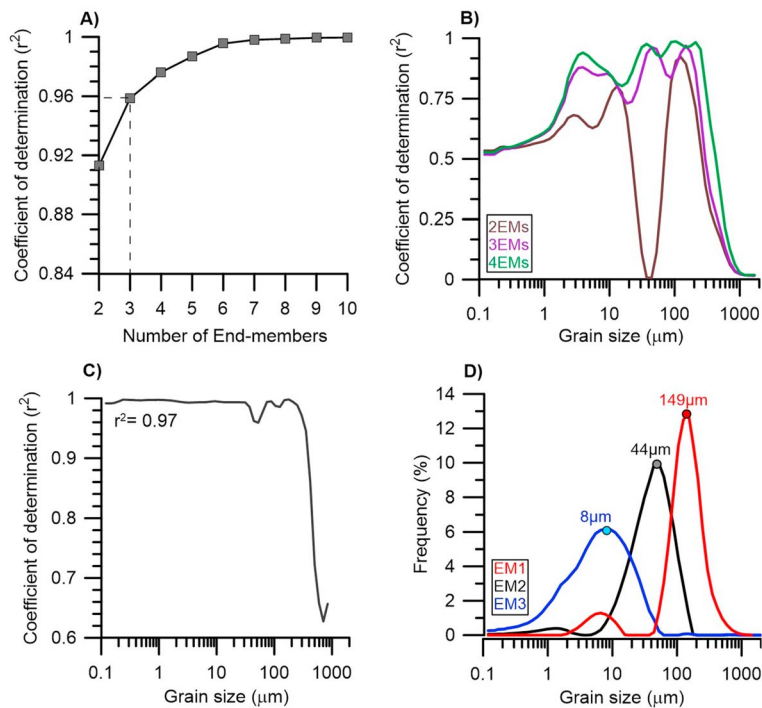 A)
Coefficient of determination (r²)
1
0.96
0.92
0.88
0.84
2 3 4 5 6 7 8 9 10
Number of End-members
B)
Coefficient of determination (r²)
1
0.75
0.5
0.25
0
2EMs
3EMs
4EMs
0.1 1 10 100 1000
Grain size (μm)
C)
Coefficient of determination (r²)
1
0.9
0.8
0.7
0.6
r²= 0.97
0.1 1 10 100 1000
Grain size (μm)
D)
Frequency (%)
14
12
10
8
6
4
2
0
149μm
44μm
8μm
EM1
EM2
EM3
0.1 1 10 100 1000
Grain size (μm)